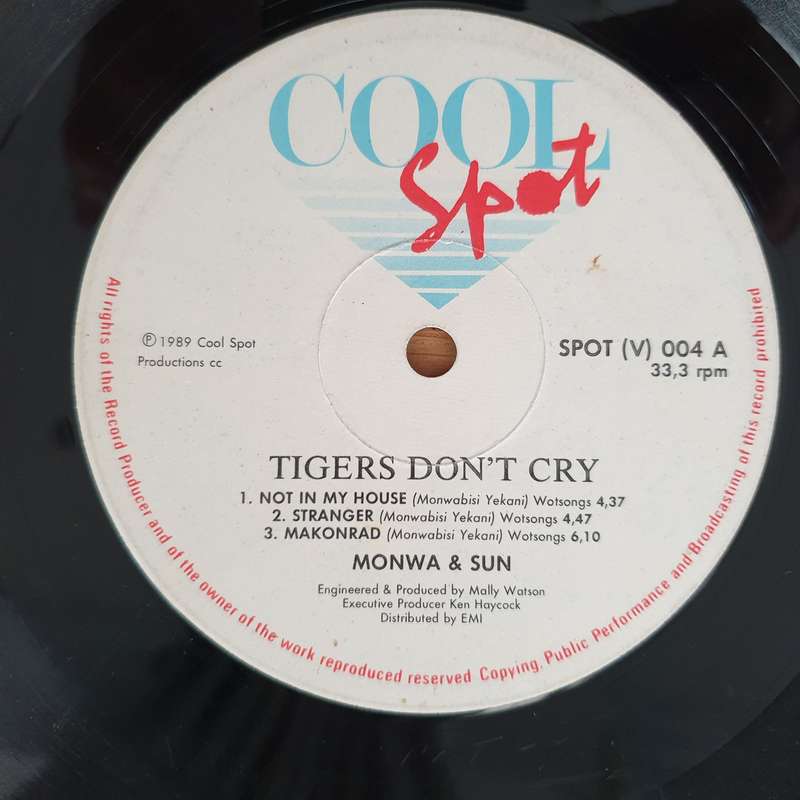 COOL
Spot
℗ 1989 Cool Spot
Productions cc
SPOT (V) 004 A
33,3 rpm
TIGERS DON'T CRY
1. NOT IN MY HOUSE (Monwabisi Yekani) Wotsongs 4,37
2. STRANGER (Monwabisi Yekani) Wotsongs 4,47
3. MAKONRAD (Monwabisi Yekani) Wotsongs 6,10
MONWA & SUN
Engineered & Produced by Mally Watson
Executive Producer Ken Haycock
Distributed by EMI
All rights of the Record Producer and of the owner of the work reproduced reserved Copying, Public Performance and Broadcasting of this record prohibited